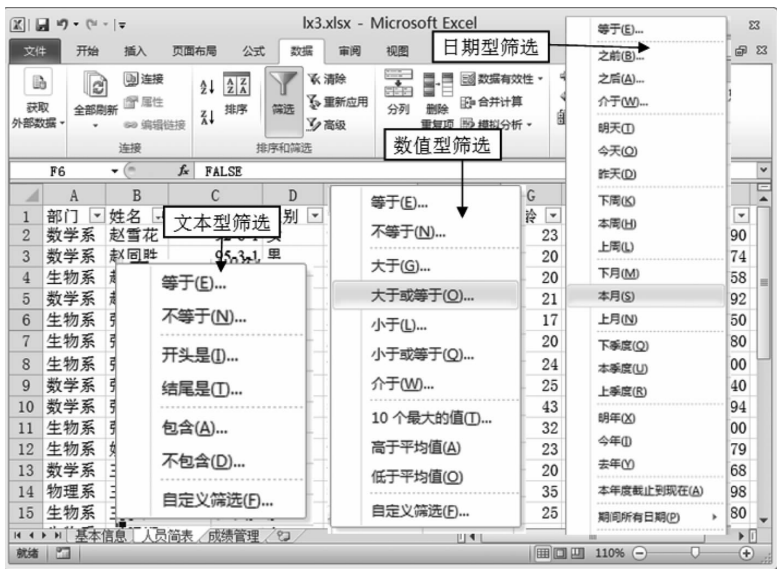 lx3.xlsx - Microsoft Excel
文件 开始 插入 页面布局 公式 数据 审阅 视图
日期型筛选
获取
外部数据
全部刷新
连接
属性
编辑链接
连接
排序
筛选
清除
重新应用
高级
排序和筛选
分列
删除
重复项
数据有效性
合并计算
模拟分析
数值型筛选
F6 fx FALSE
A B C D G
1 部门 姓名 别 龄
文本型筛选
2 数学系 赵雪花 23 90
3 数学系 赵同胜 95-3-1 男 20 74
4 生物系 20 58
5 数学系 21 92
6 生物系 17 50
7 生物系 20 80
8 生物系 24 00
9 数学系 25 40
10 数学系 43 94
11 生物系 32 00
12 生物系 23 79
13 数学系 20 68
14 物理系 35 98
15 生物系 25 80
等于(E)...
不等于(N)...
开头是(I)...
结尾是(T)...
包含(A)...
不包含(D)...
自定义筛选(F)...
等于(E)...
不等于(N)...
大于(G)...
大于或等于(O)...
小于(L)...
小于或等于(Q)...
介于(W)...
10 个最大的值(T)...
高于平均值(A)
低于平均值(O)
自定义筛选(F)...
等于(E)...
之前(B)...
之后(A)...
介于(W)...
明天(T)
今天(O)
昨天(D)
下周(K)
本周(H)
上周(L)
下月(M)
本月(S)
上月(N)
下季度(Q)
本季度(U)
上季度(R)
明年(X)
今年(I)
去年(Y)
本年度截止到现在(A)
期间所有日期(P)
基本信息 人员简表 成绩管理
就绪 110%